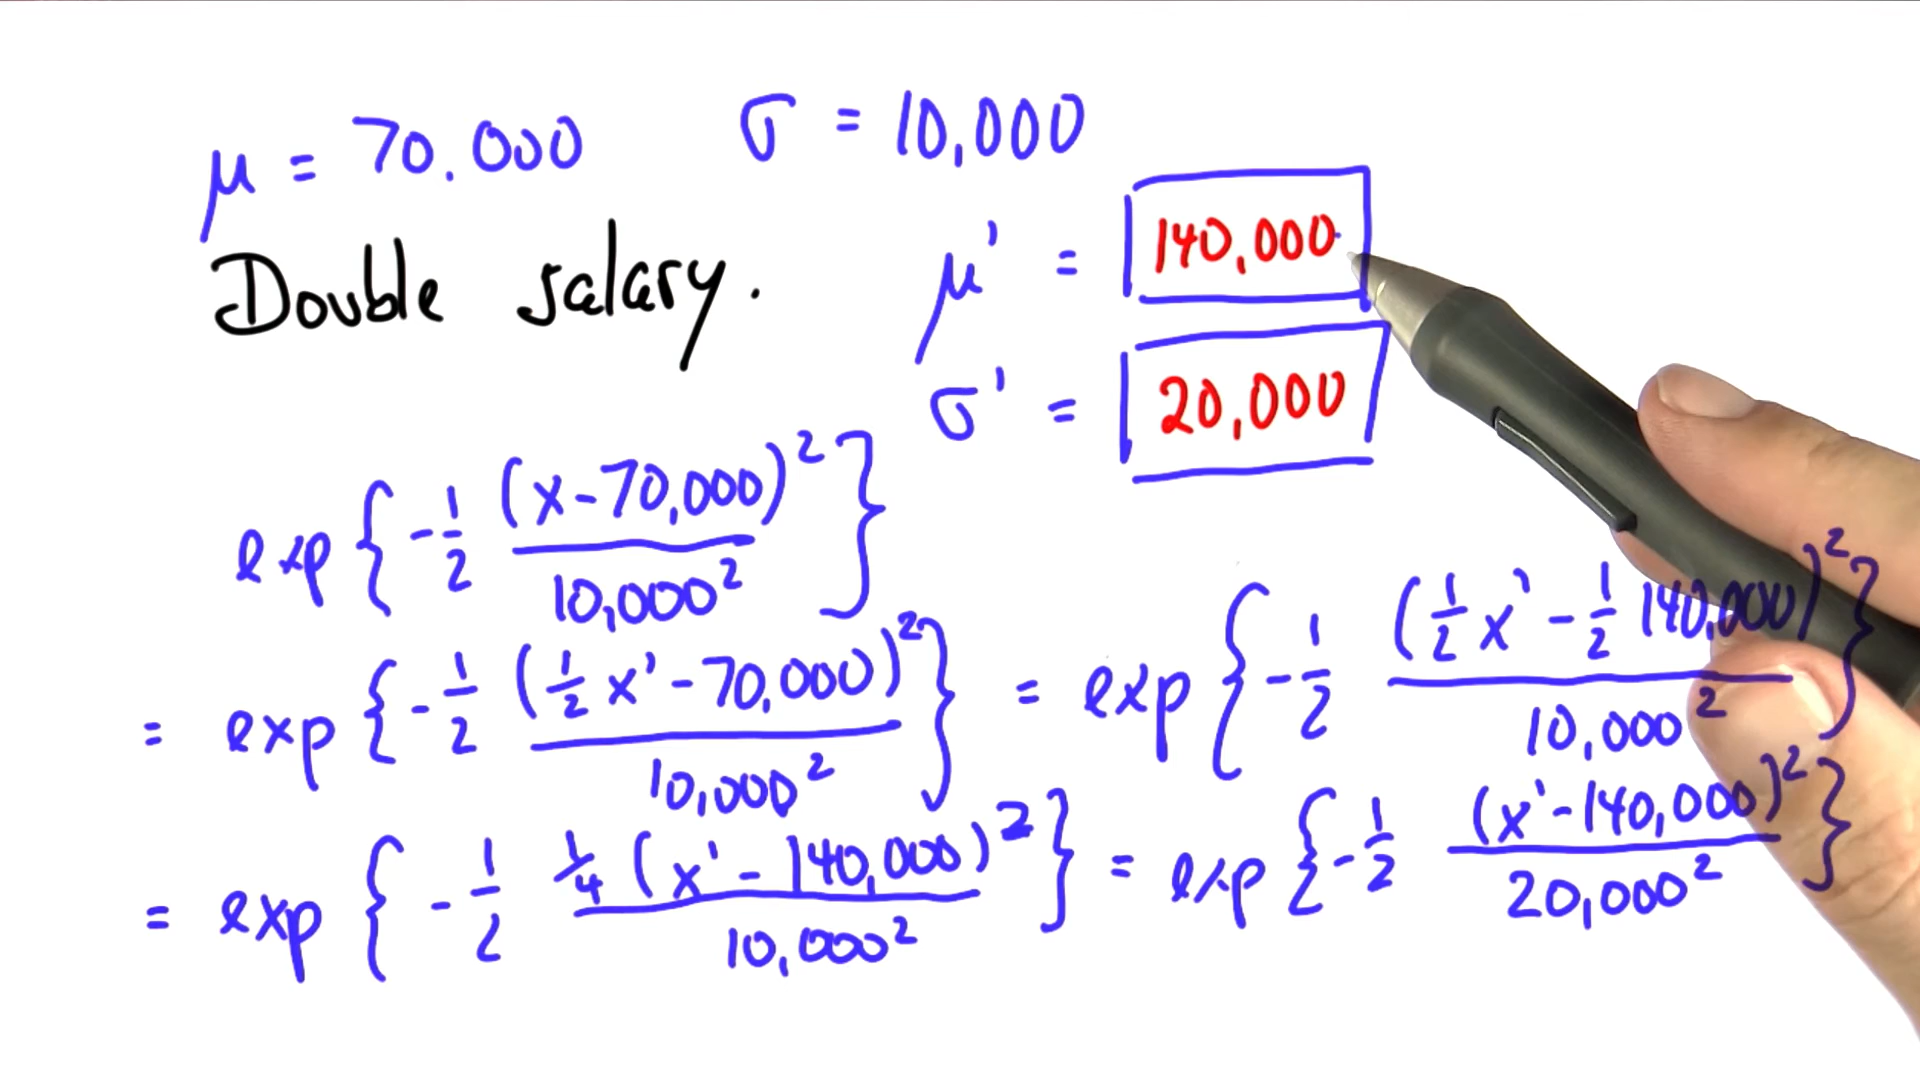 μ = 70.000 σ = 10,000
Double salary.
μ' = 140,000
σ' = 20,000
exp { -1/2 (x-70,000)² / 10,000² }
= exp { -1/2 (1/2 x' - 70,000)² / 10,000² } = exp { -1/2 (1/2 x' - 1/2 140,000)² / 10,000² }
= exp { -1/2 1/4 (x' - 140,000)² / 10,000² } = exp { -1/2 (x' - 140,000)² / 20,000² }